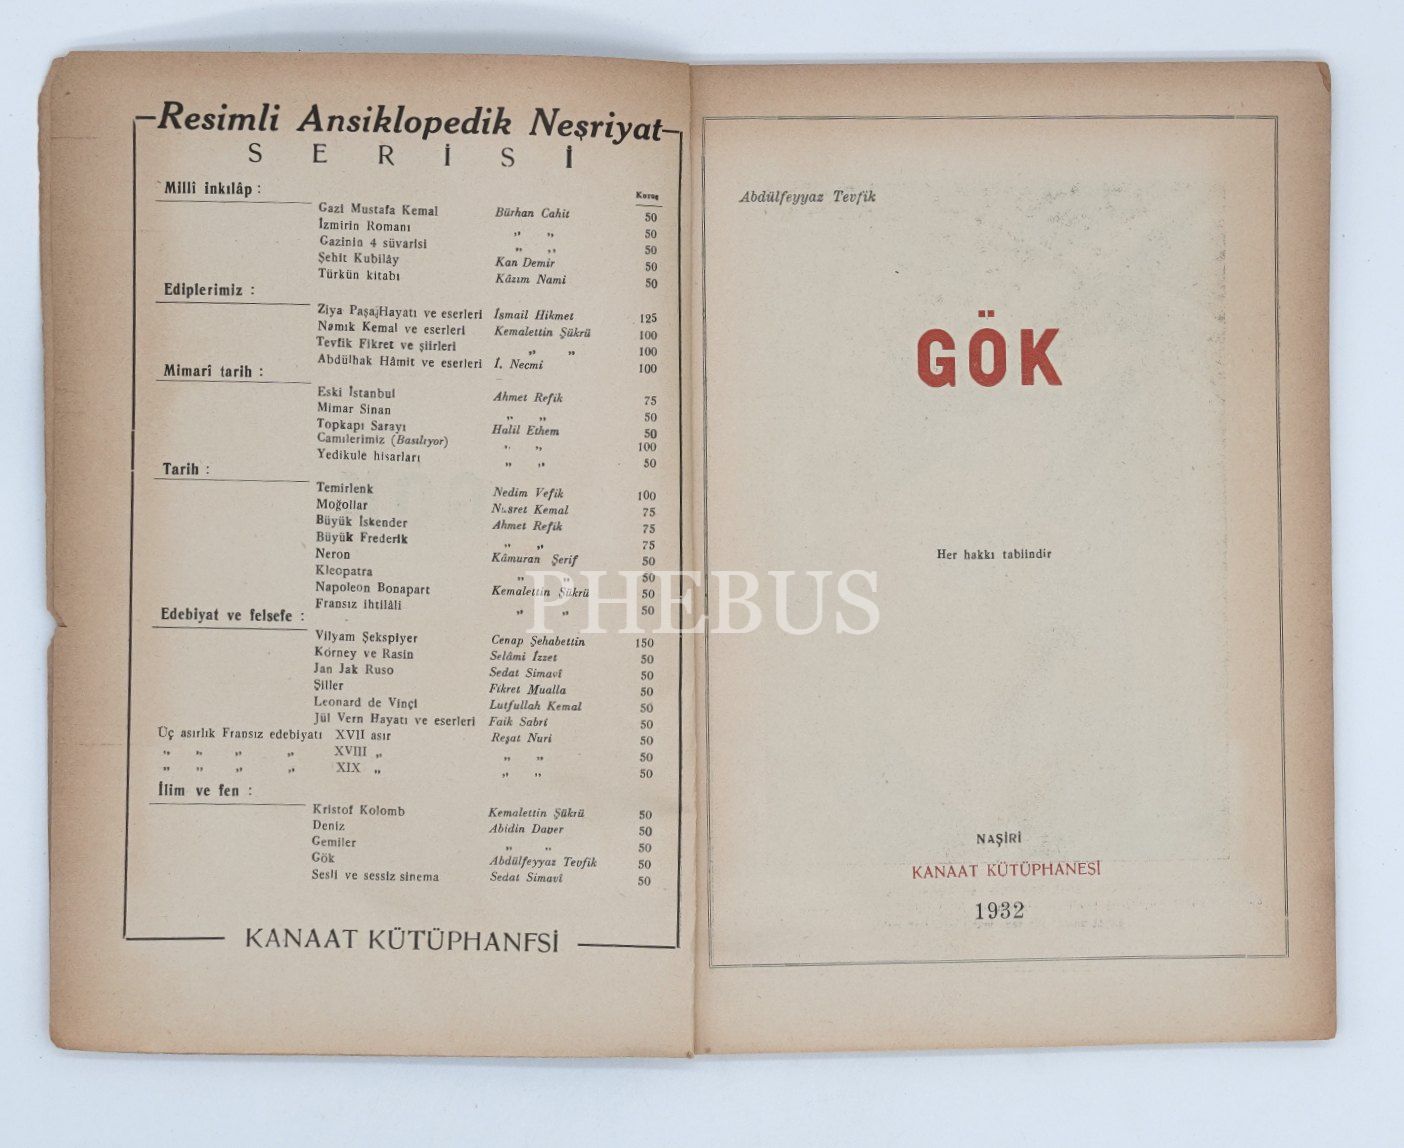 Resimli Ansiklopedik Neşriyat
SERİSİ
Millî inkılâp :
Kuruş
Gazi Mustafa Kemal Bürhan Cahit 50
İzmirin Romanı „ „ 50
Gazinin 4 süvarisi „ „ 50
Şehit Kubilây Kan Demir 50
Türkün kitabı Kâzım Nami 50
Ediplerimiz :
Ziya Paşa,Hayatı ve eserleri İsmail Hikmet 125
Namık Kemal ve eserleri Kemalettin Şükrü 100
Tevfik Fikret ve şiirleri „ „ 100
Abdülhak Hâmit ve eserleri İ. Necmi 100
Mimarî tarih :
Eski İstanbul Ahmet Refik 75
Mimar Sinan „ „ 50
Topkapı Sarayı Halil Ethem 50
Camilerimiz (Basılıyor) „ „ 100
Yedikule hisarları „ „ 50
Tarih :
Temirlenk Nedim Vefik 100
Moğollar Nusret Kemal 75
Büyük İskender Ahmet Refik 75
Büyük Frederik „ „ 75
Neron Kâmuran Şerif 50
Kleopatra „ „ 50
Napoleon Bonapart Kemalettin Şükrü 50
Fransız ihtilâli „ „ 50
Edebiyat ve felsefe :
Vilyam Şekspiyer Cenap Şehabettin 150
Körney ve Rasin Selâmi İzzet 50
Jan Jak Ruso Sedat Simavî 50
Şiller Fikret Mualla 50
Leonard de Vinçi Lutfullah Kemal 50
Jül Vern Hayatı ve eserleri Faik Sabri 50
Üç asırlık Fransız edebiyatı XVII asır Reşat Nuri 50
„ „ „ „ XVIII „ „ „ 50
„ „ „ „ XIX „ „ „ 50
İlim ve fen :
Kristof Kolomb Kemalettin Şükrü 50
Deniz Abidin Daver 50
Gemiler „ „ 50
Gök Abdülfeyyaz Tevfik 50
Sesli ve sessiz sinema Sedat Simavî 50
KANAAT KÜTÜPHANESİ
Abdülfeyyaz Tevfik
GÖK
Her hakkı tabiindir
NAŞİRİ
KANAAT KÜTÜPHANESİ
1932
PHEBUS